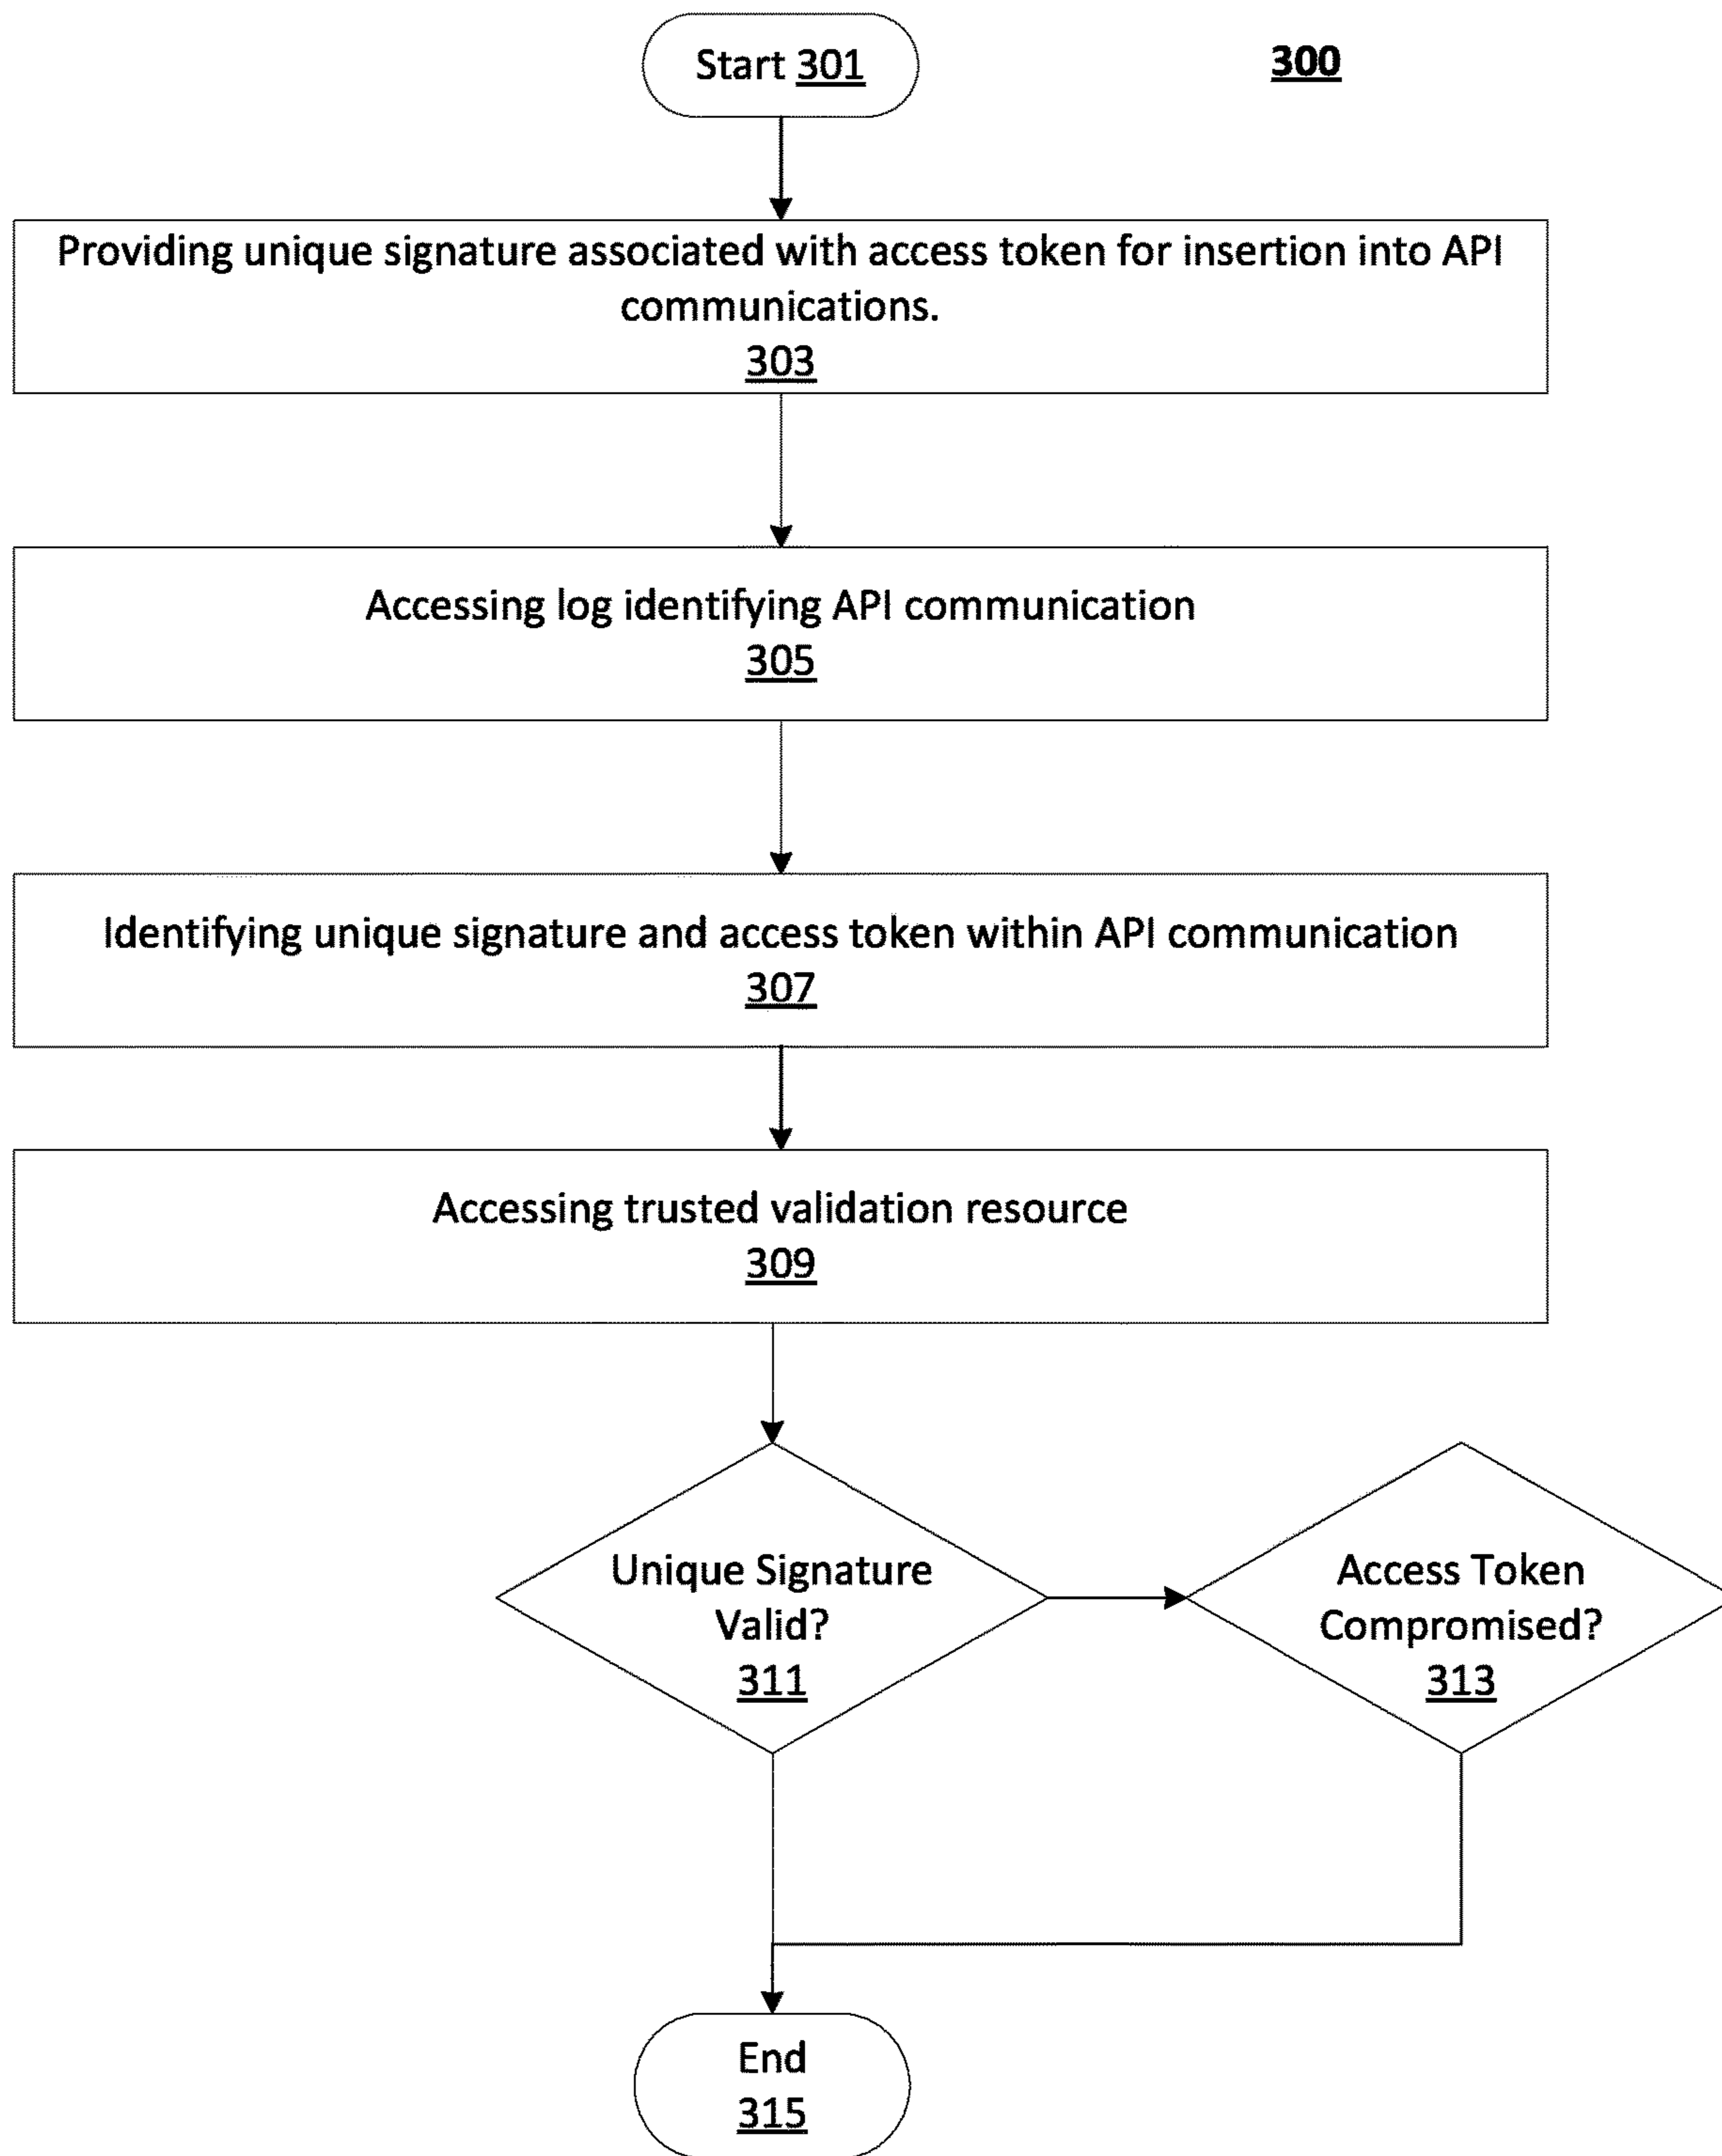 Start 301
300
Providing unique signature associated with access token for insertion into API
communications.
303
Accessing log identifying API communication
305
Identifying unique signature and access token within API communication
307
Accessing trusted validation resource
309
Unique Signature
Valid?
311
Access Token
Compromised?
313
End
315